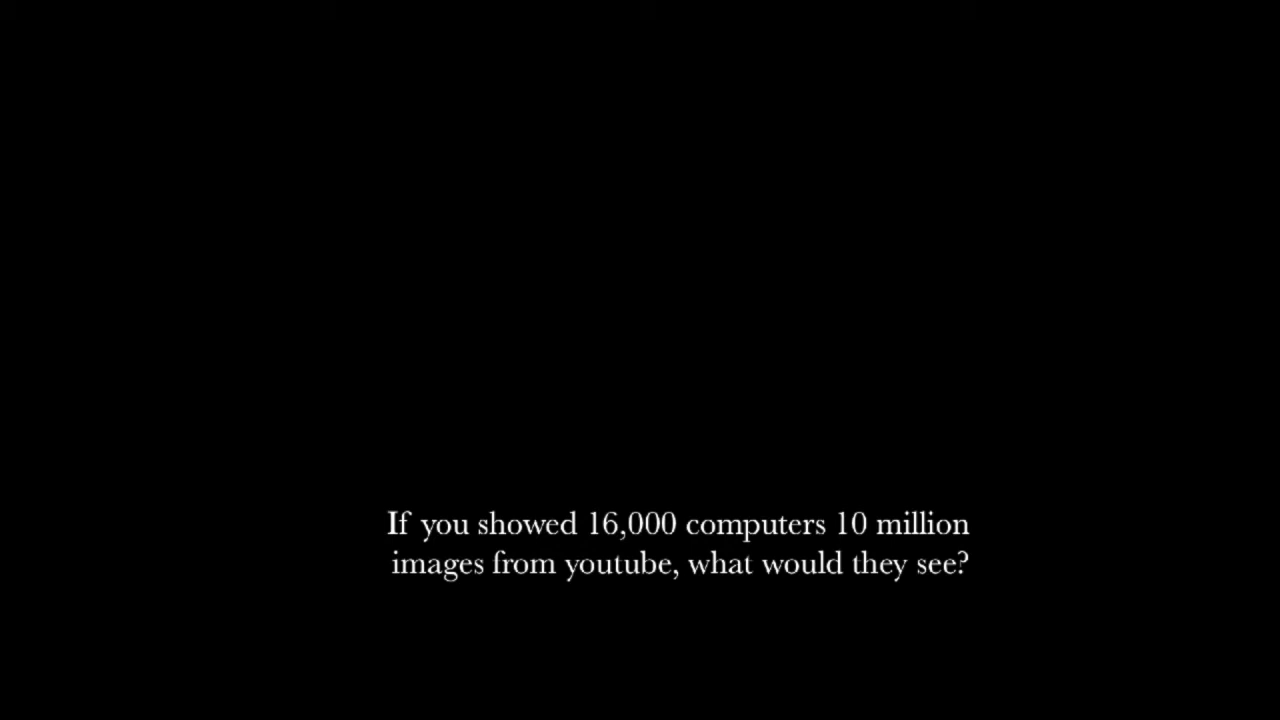 If you showed 16,000 computers 10 million
images from youtube, what would they see?